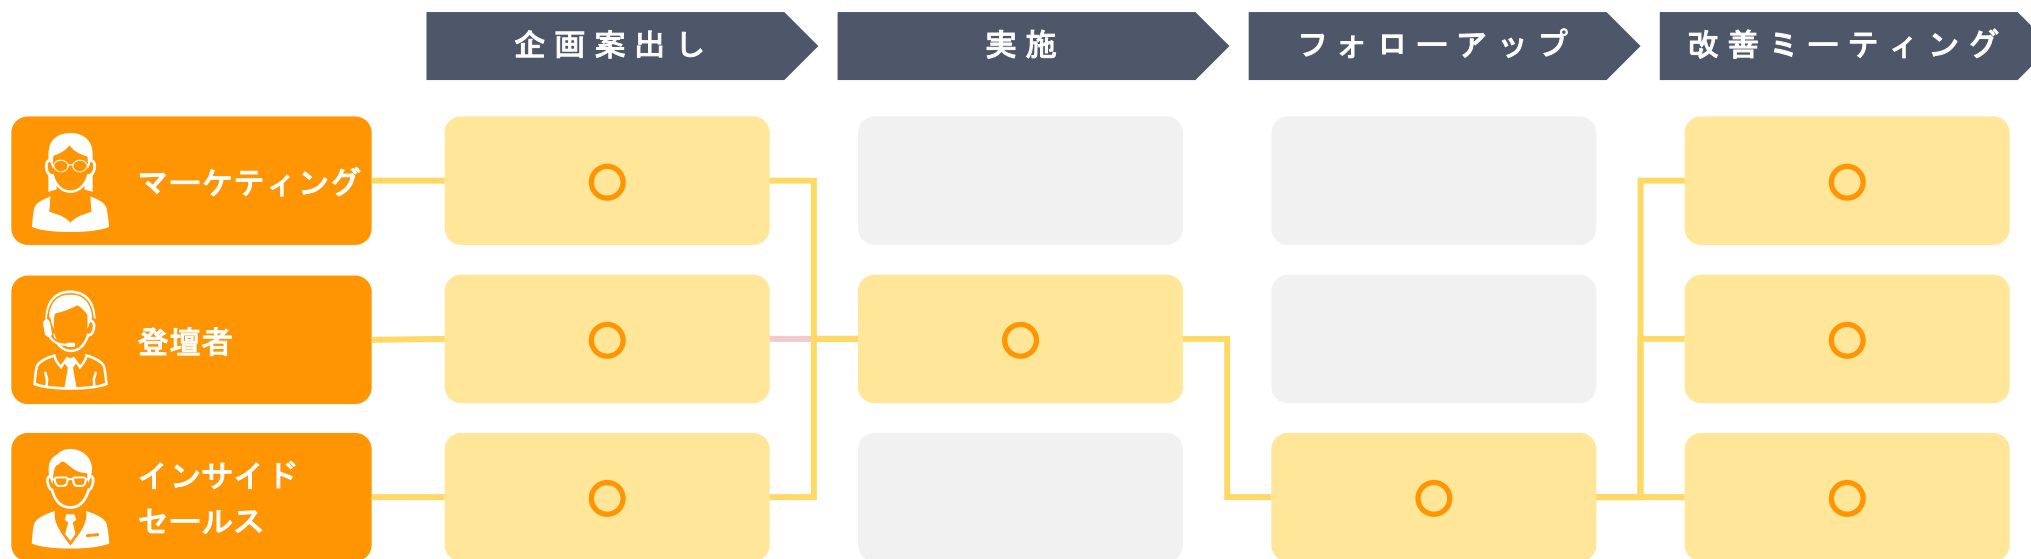 企画案出し
実施
フォローアップ
改善ミーティング
マーケティング
登壇者
インサイド
セールス